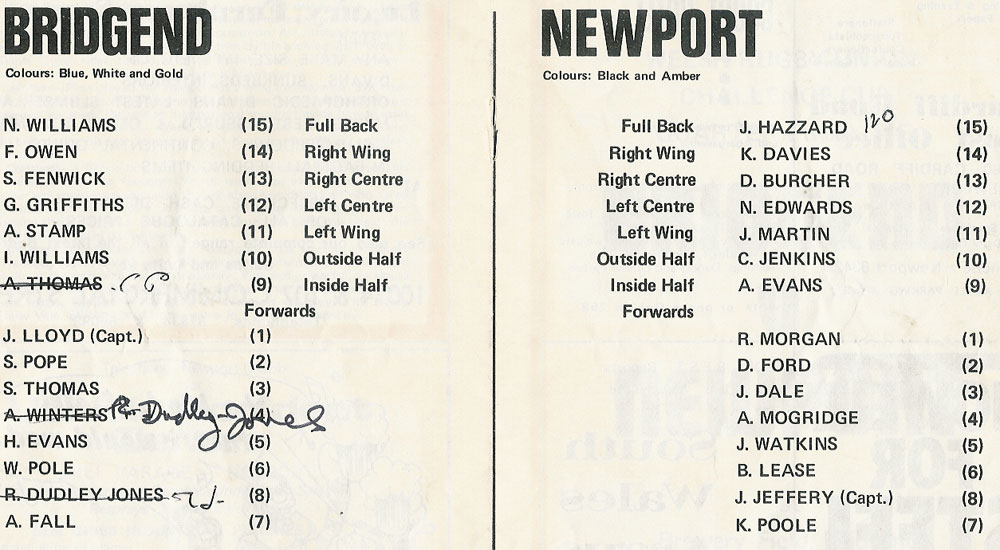 BRIDGEND
Colours: Blue, White and Gold
N. WILLIAMS (15) Full Back
F. OWEN (14) Right Wing
S. FENWICK (13) Right Centre
G. GRIFFITHS (12) Left Centre
A. STAMP (11) Left Wing
I. WILLIAMS (10) Outside Half
A. THOMAS (9) Inside Half
Forwards
J. LLOYD (Capt.) (1)
S. POPE (2)
S. THOMAS (3)
A. WINTERS Dudley-Jones (4)
H. EVANS (5)
W. POLE (6)
R. DUDLEY JONES (8)
A. FALL (7)
NEWPORT
Colours: Black and Amber
Full Back J. HAZZARD 120 (15)
Right Wing K. DAVIES (14)
Right Centre D. BURCHER (13)
Left Centre N. EDWARDS (12)
Left Wing J. MARTIN (11)
Outside Half C. JENKINS (10)
Inside Half A. EVANS (9)
Forwards
R. MORGAN (1)
D. FORD (2)
J. DALE (3)
A. MOGRIDGE (4)
J. WATKINS (5)
B. LEASE (6)
J. JEFFERY (Capt.) (8)
K. POOLE (7)